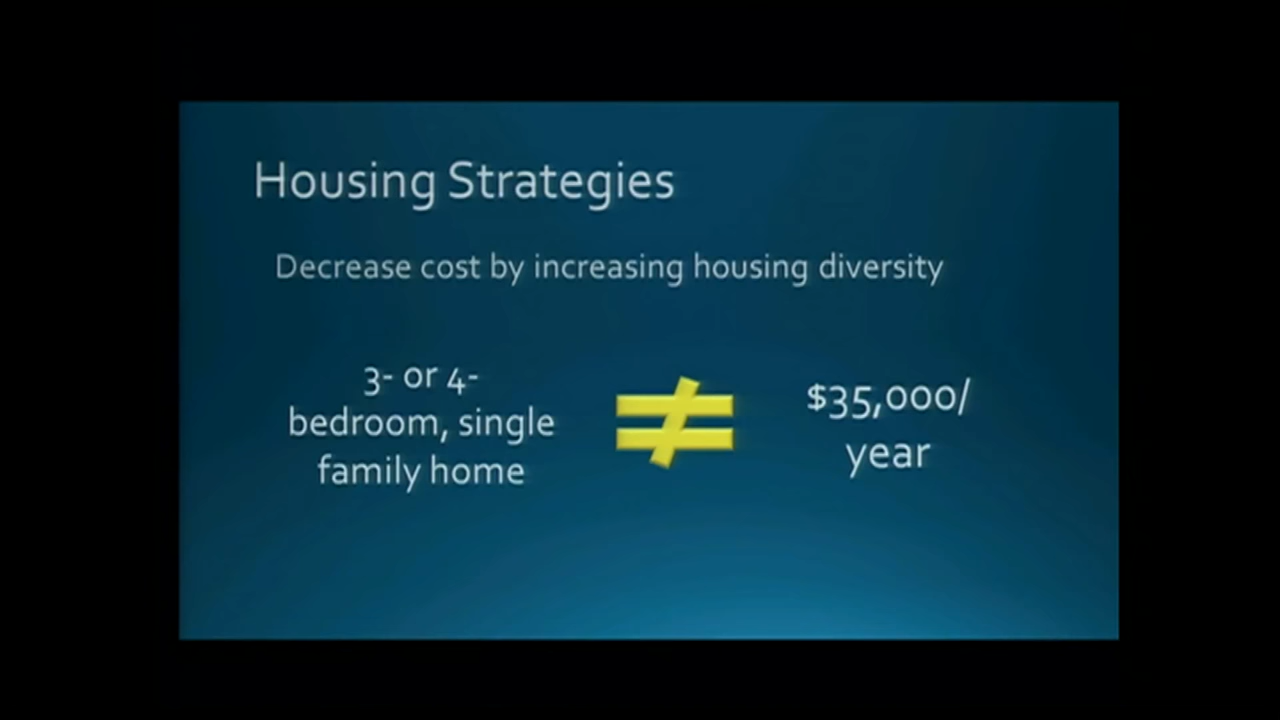 Housing Strategies
Decrease cost by increasing housing diversity
3- or 4-
bedroom, single
family home
≠
$35,000/
year